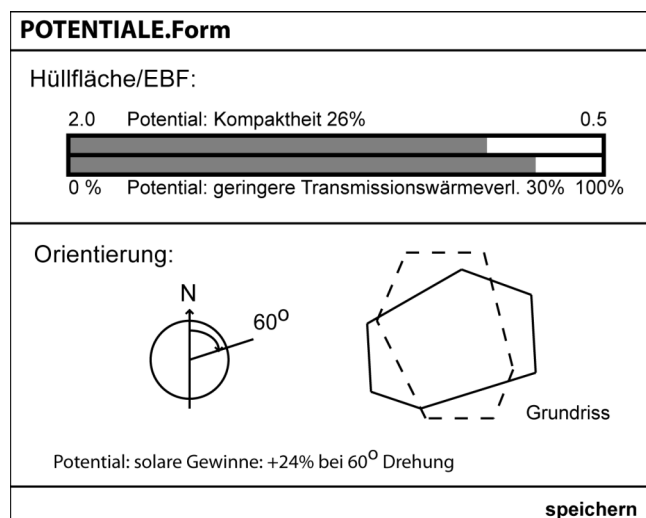 POTENTIALE.Form
Hüllfläche/EBF:
2.0 Potential: Kompaktheit 26% 0.5
0 % Potential: geringere Transmissionswärmeverl. 30% 100%
Orientierung:
N
60º
Grundriss
Potential: solare Gewinne: +24% bei 60º Drehung
speichern